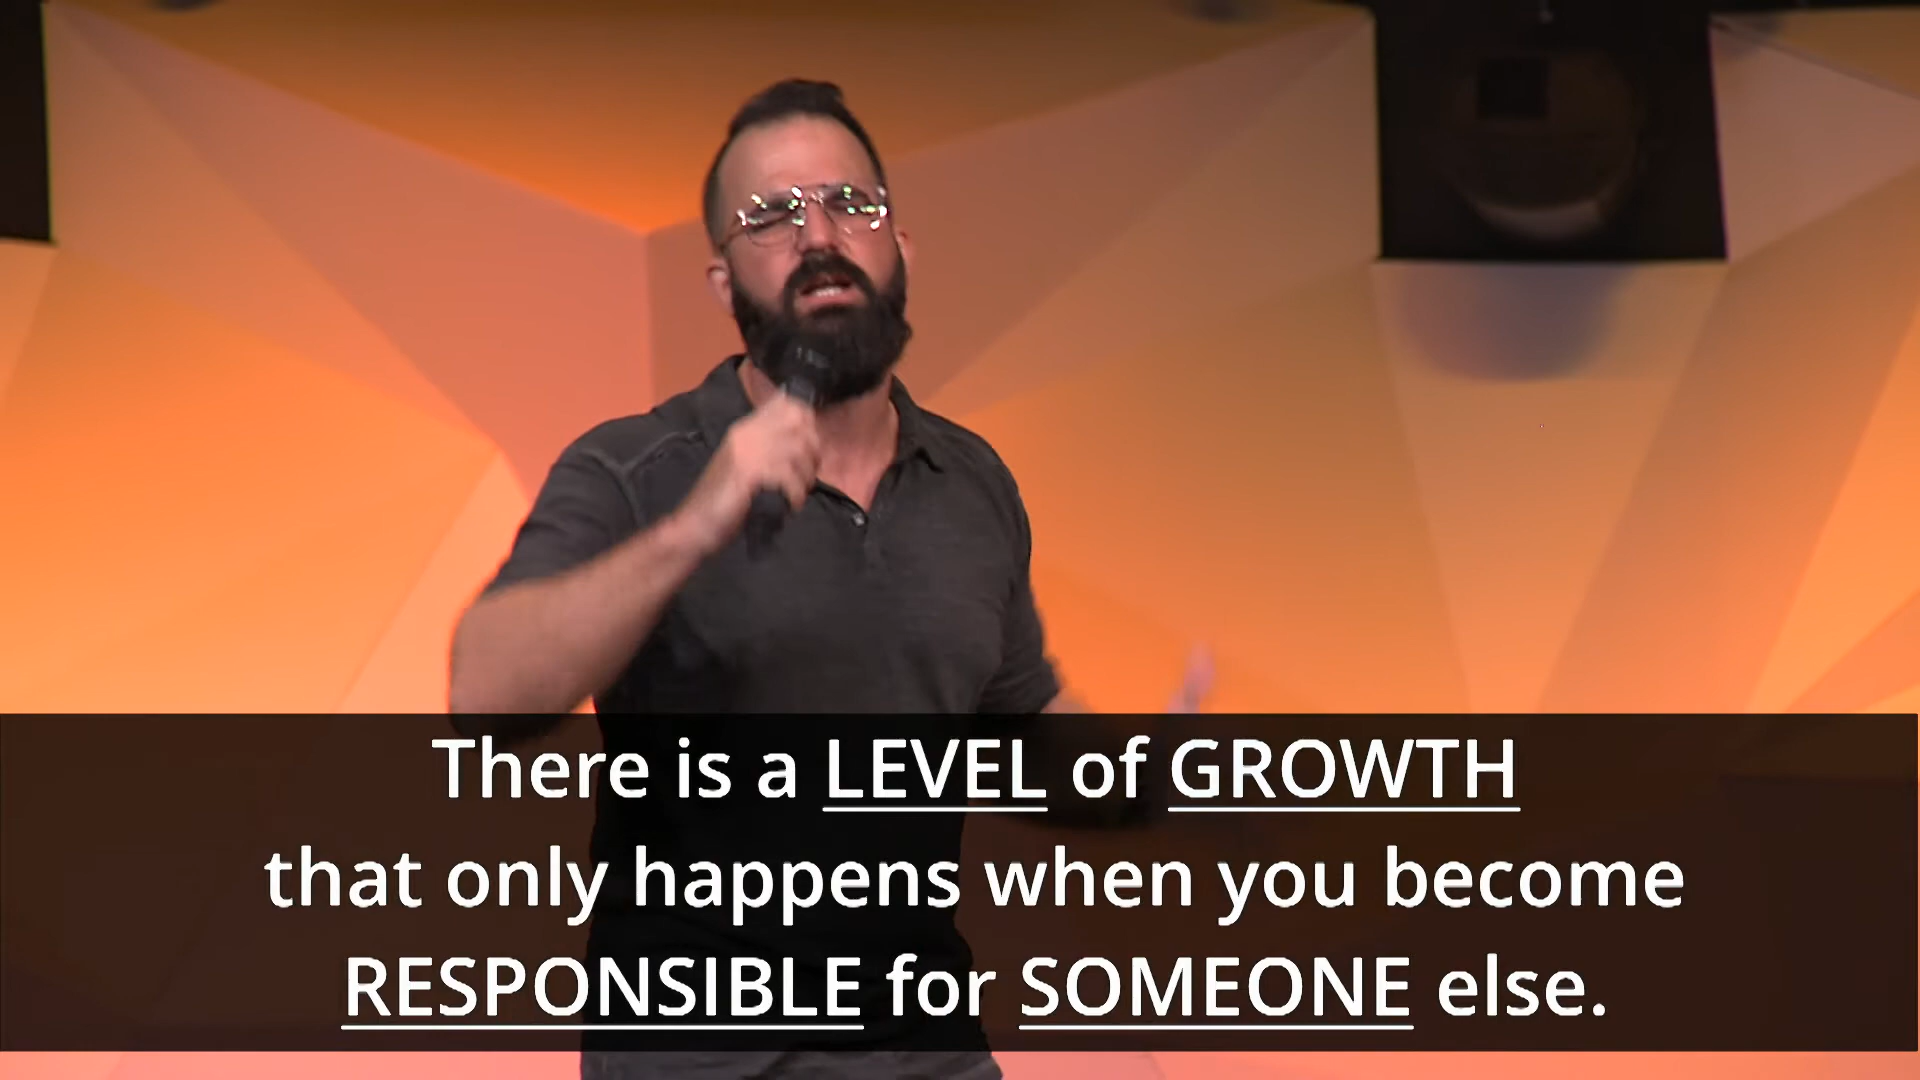 There is a LEVEL of GROWTH
that only happens when you become
RESPONSIBLE for SOMEONE else.